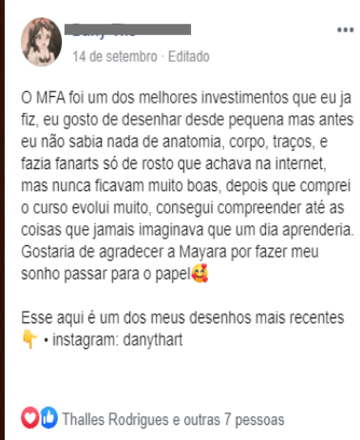 14 de setembro · Editado
O MFA foi um dos melhores investimentos que eu ja
fiz, eu gosto de desenhar desde pequena mas antes
eu não sabia nada de anatomia, corpo, traços, e
fazia fanarts só de rosto que achava na internet,
mas nunca ficavam muito boas, depois que comprei
o curso evolui muito, consegui compreender até as
coisas que jamais imaginava que um dia aprenderia.
Gostaria de agradecer a Mayara por fazer meu
sonho passar para o papel🥰
Esse aqui é um dos meus desenhos mais recentes
👇 • instagram: danythart
Thalles Rodrigues e outras 7 pessoas